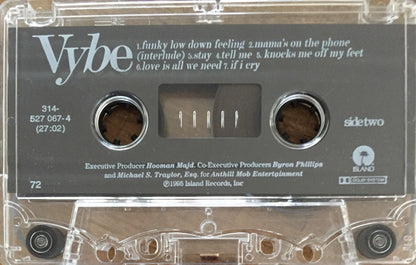 Vybe
1.funky low down feeling 2.mama's on the phone
(interlude) 3.stay 4.tell me 5. knocks me off my feet
6.love is all we need 7.if i cry
314-
527 067-4
(27:02)
side two
ISLAND
Executive Producer Hooman Majd. Co-Executive Producers Byron Phillips
and Michael S. Traylor, Esq. for Anthill Mob Entertainment
℗1995 Island Records, Inc
72
DOLBY SYSTEM